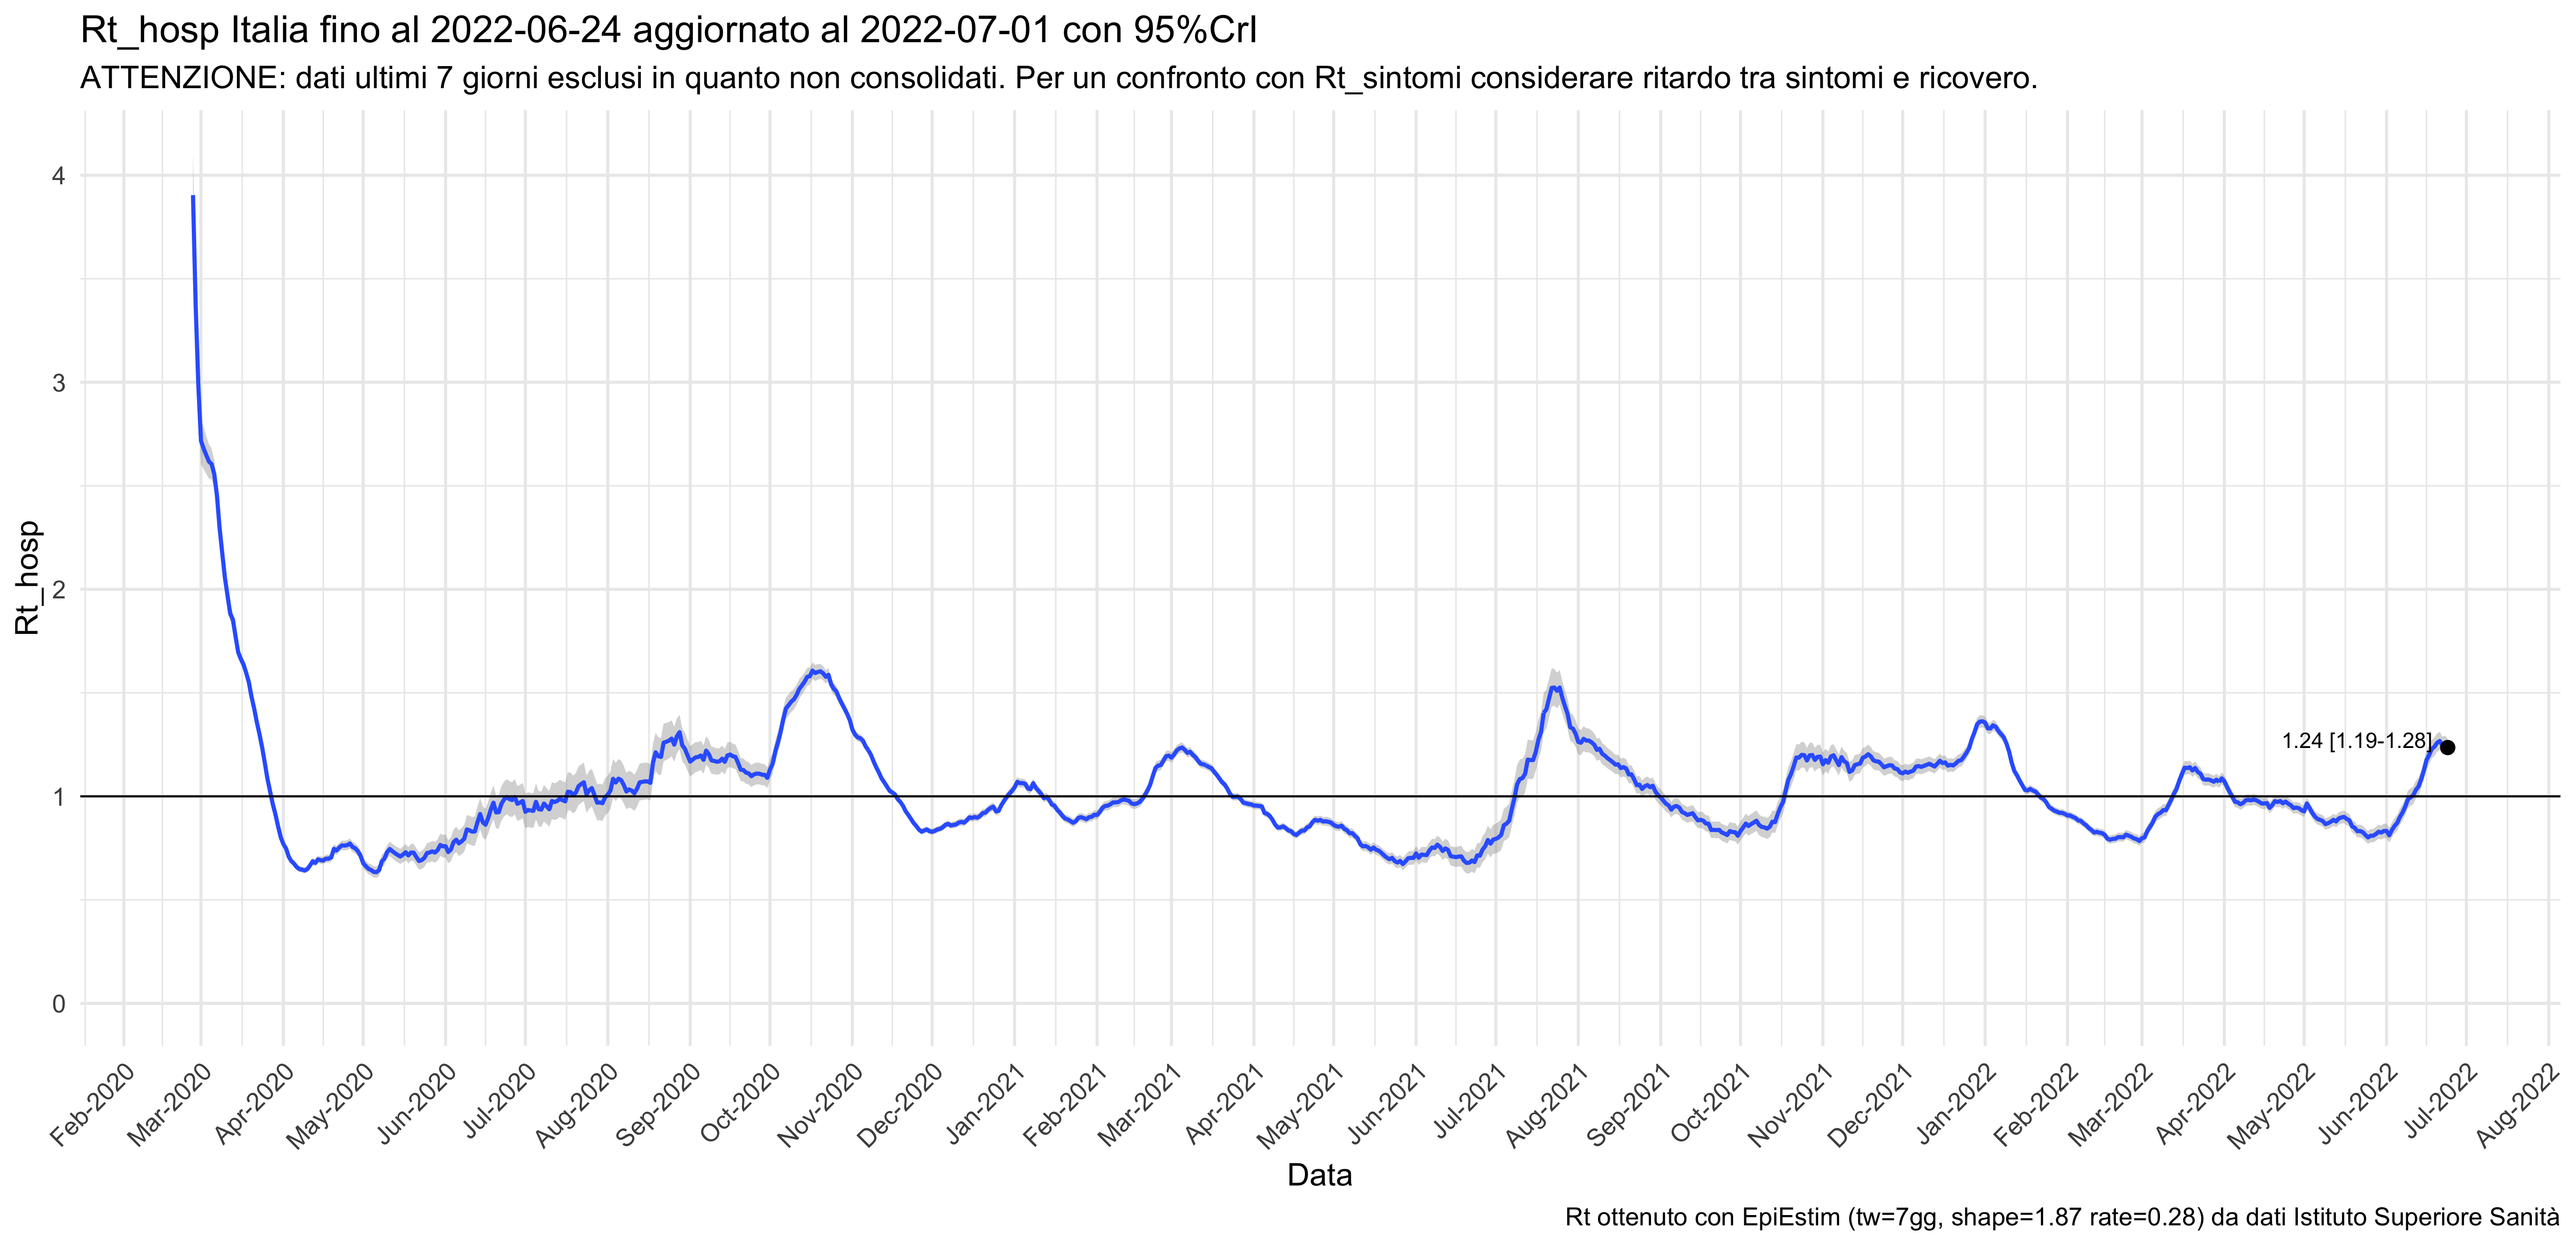 Rt_hosp Italia fino al 2022-06-24 aggiornato al 2022-07-01 con 95%CrI
ATTENZIONE: dati ultimi 7 giorni esclusi in quanto non consolidati. Per un confronto con Rt_sintomi considerare ritardo tra sintomi e ricovero.
Rt_hosp
4
3
2
1
0
1.24 [1.19-1.28]
Feb-2020
Mar-2020
Apr-2020
May-2020
Jun-2020
Jul-2020
Aug-2020
Sep-2020
Oct-2020
Nov-2020
Dec-2020
Jan-2021
Feb-2021
Mar-2021
Apr-2021
May-2021
Jun-2021
Jul-2021
Aug-2021
Sep-2021
Oct-2021
Nov-2021
Dec-2021
Jan-2022
Feb-2022
Mar-2022
Apr-2022
May-2022
Jun-2022
Jul-2022
Aug-2022
Data
Rt ottenuto con EpiEstim (tw=7gg, shape=1.87 rate=0.28) da dati Istituto Superiore Sanità